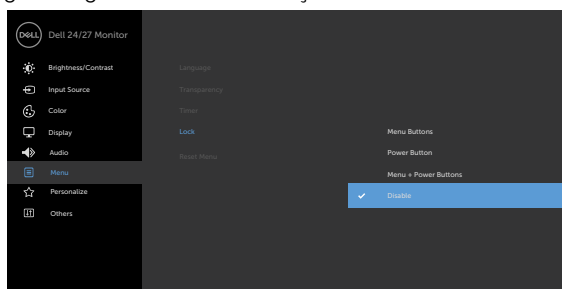 DELL
Dell 24/27 Monitor
Brightness/Contrast
Input Source
Color
Display
Audio
Menu
Personalize
Others
Language
Transparency
Timer
Lock
Reset Menu
Menu Buttons
Power Button
Menu + Power Buttons
Disable